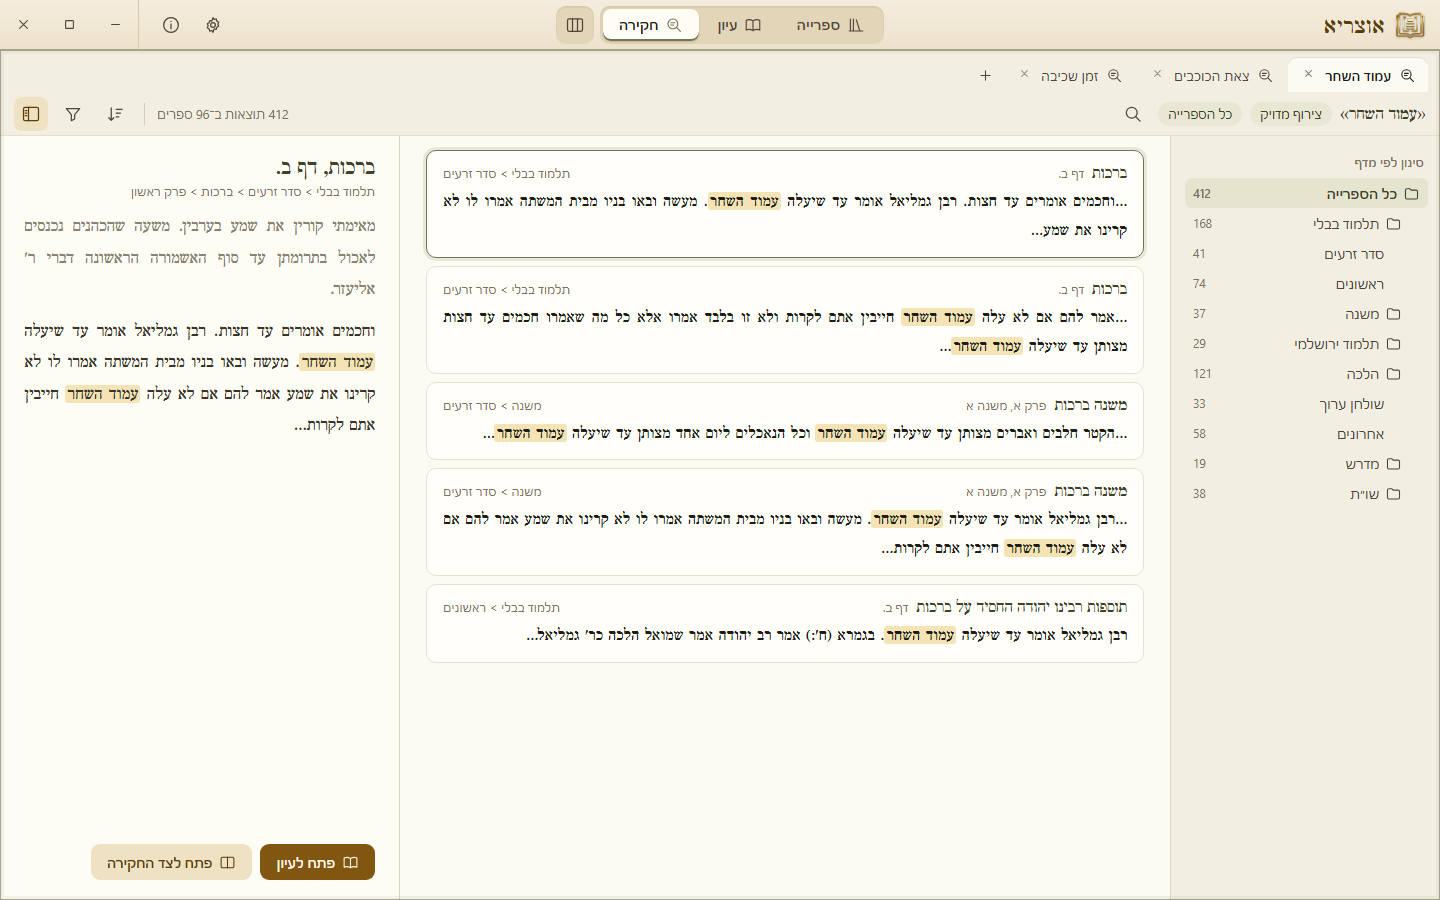 אוצריא
ספרייה
עיון
חקירה
עמוד השחר
צאת הכוכבים
זמן שכיבה
«עמוד השחר»
צירוף מדויק
כל הספרייה
412 תוצאות ב־96 ספרים
סינון לפי מדף
כל הספרייה 412
תלמוד בבלי 168
סדר זרעים 41
ראשונים 74
משנה 37
תלמוד ירושלמי 29
הלכה 121
שולחן ערוך 33
אחרונים 58
מדרש 19
שו״ת 38
ברכות דף ב. תלמוד בבלי > סדר זרעים
...וחכמים אומרים עד חצות. רבן גמליאל אומר עד שיעלה עמוד השחר. מעשה ובאו בניו מבית המשתה אמרו לו לא
קרינו את שמע...
ברכות דף ב. תלמוד בבלי > סדר זרעים
...אמר להם אם לא עלה עמוד השחר חייבין אתם לקרות ולא זו בלבד אמרו אלא כל מה שאמרו חכמים עד חצות
מצותן עד שיעלה עמוד השחר...
משנה ברכות פרק א, משנה א משנה > סדר זרעים
...הקטר חלבים ואברים מצותן עד שיעלה עמוד השחר וכל הנאכלים ליום אחד מצותן עד שיעלה עמוד השחר...
משנה ברכות פרק א, משנה א משנה > סדר זרעים
...רבן גמליאל אומר עד שיעלה עמוד השחר. מעשה ובאו בניו מבית המשתה אמרו לו לא קרינו את שמע אמר להם אם
לא עלה עמוד השחר חייבין אתם לקרות...
תוספות רבינו יהודה החסיד על ברכות דף ב. תלמוד בבלי > ראשונים
רבן גמליאל אומר עד שיעלה עמוד השחר. בגמרא (ח':) אמר רב יהודה אמר שמואל הלכה כר' גמליאל...
ברכות, דף ב.
תלמוד בבלי > סדר זרעים > ברכות > פרק ראשון
מאימתי קורין את שמע בערבין. משעה שהכהנים נכנסים
לאכול בתרומתן עד סוף האשמורה הראשונה דברי ר'
אליעזר.
וחכמים אומרים עד חצות. רבן גמליאל אומר עד שיעלה
עמוד השחר. מעשה ובאו בניו מבית המשתה אמרו לו לא
קרינו את שמע אמר להם אם לא עלה עמוד השחר חייבין
אתם לקרות...
פתח לעיון
פתח לצד החקירה